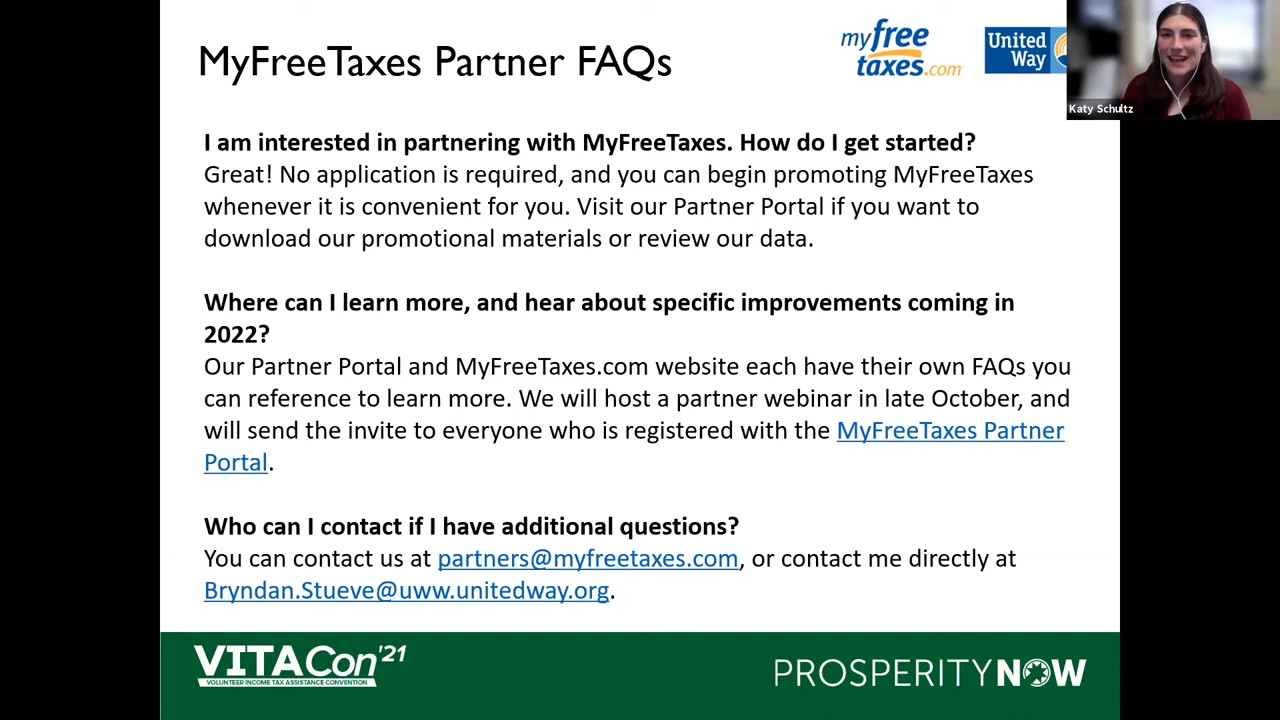 MyFreeTaxes Partner FAQs
my free taxes.com
United Way
Katy Schultz
I am interested in partnering with MyFreeTaxes. How do I get started?
Great! No application is required, and you can begin promoting MyFreeTaxes
whenever it is convenient for you. Visit our Partner Portal if you want to
download our promotional materials or review our data.
Where can I learn more, and hear about specific improvements coming in
2022?
Our Partner Portal and MyFreeTaxes.com website each have their own FAQs you
can reference to learn more. We will host a partner webinar in late October, and
will send the invite to everyone who is registered with the MyFreeTaxes Partner
Portal.
Who can I contact if I have additional questions?
You can contact us at partners@myfreetaxes.com, or contact me directly at
Bryndan.Stueve@uww.unitedway.org.
VITACon'21
VOLUNTEER INCOME TAX ASSISTANCE CONVENTION
PROSPERITY NOW